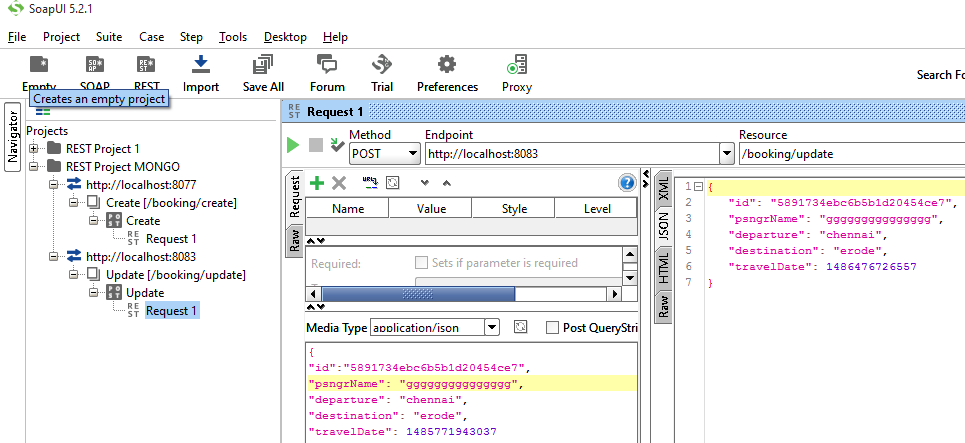 SoapUI 5.2.1
File Project Suite Case Step Tools Desktop Help
Empty SOAP REST Import Save All Forum Trial Preferences Proxy
Search Fo
Creates an empty project
Navigator
Projects
REST Project 1
REST Project MONGO
http://localhost:8077
Create [/booking/create]
Create
Request 1
http://localhost:8083
Update [/booking/update]
Update
Request 1
Request 1
Method Endpoint Resource
POST http://localhost:8083 /booking/update
Request
Raw
Name Value Style Level
Required: Sets if parameter is required
Media Type application/json Post QueryStri
{
"id":"5891734ebc6b5b1d20454ce7",
"psngrName": "ggggggggggggggg",
"departure": "chennai",
"destination": "erode",
"travelDate": 1485771943037
XML
JSON
HTML
Raw
1 {
2 "id": "5891734ebc6b5b1d20454ce7",
3 "psngrName": "ggggggggggggggg",
4 "departure": "chennai",
5 "destination": "erode",
6 "travelDate": 1486476726557
7 }